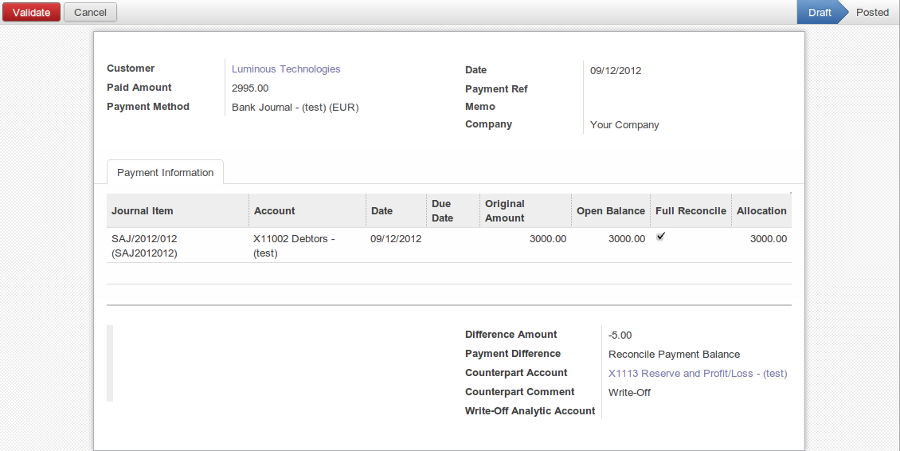 Validate Cancel Draft Posted
Customer Luminous Technologies Date 09/12/2012
Paid Amount 2995.00 Payment Ref
Payment Method Bank Journal - (test) (EUR) Memo
Company Your Company
Payment Information
Journal Item Account Date Due Date Original Amount Open Balance Full Reconcile Allocation
SAJ/2012/012 X11002 Debtors - 09/12/2012 3000.00 3000.00 3000.00
(SAJ2012012) (test)
Difference Amount -5.00
Payment Difference Reconcile Payment Balance
Counterpart Account X1113 Reserve and Profit/Loss - (test)
Counterpart Comment Write-Off
Write-Off Analytic Account